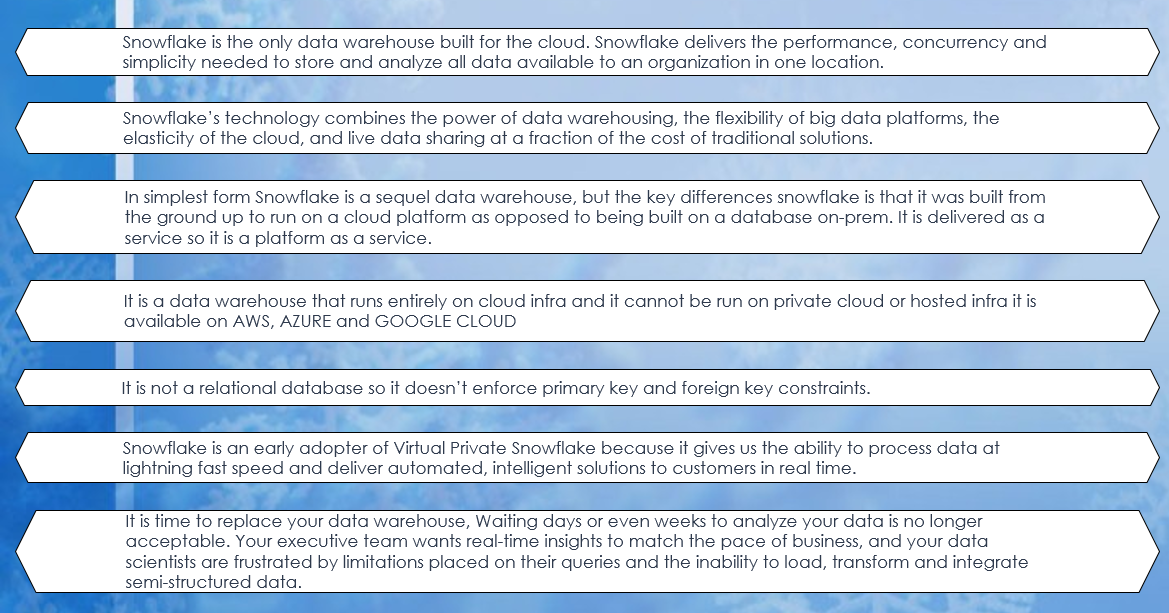 Snowflake is the only data warehouse built for the cloud. Snowflake delivers the performance, concurrency and
simplicity needed to store and analyze all data available to an organization in one location.
Snowflake’s technology combines the power of data warehousing, the flexibility of big data platforms, the
elasticity of the cloud, and live data sharing at a fraction of the cost of traditional solutions.
In simplest form Snowflake is a sequel data warehouse, but the key differences snowflake is that it was built from
the ground up to run on a cloud platform as opposed to being built on a database on-prem. It is delivered as a
service so it is a platform as a service.
It is a data warehouse that runs entirely on cloud infra and it cannot be run on private cloud or hosted infra it is
available on AWS, AZURE and GOOGLE CLOUD
It is not a relational database so it doesn’t enforce primary key and foreign key constraints.
Snowflake is an early adopter of Virtual Private Snowflake because it gives us the ability to process data at
lightning fast speed and deliver automated, intelligent solutions to customers in real time.
It is time to replace your data warehouse, Waiting days or even weeks to analyze your data is no longer
acceptable. Your executive team wants real-time insights to match the pace of business, and your data
scientists are frustrated by limitations placed on their queries and the inability to load, transform and integrate
semi-structured data.